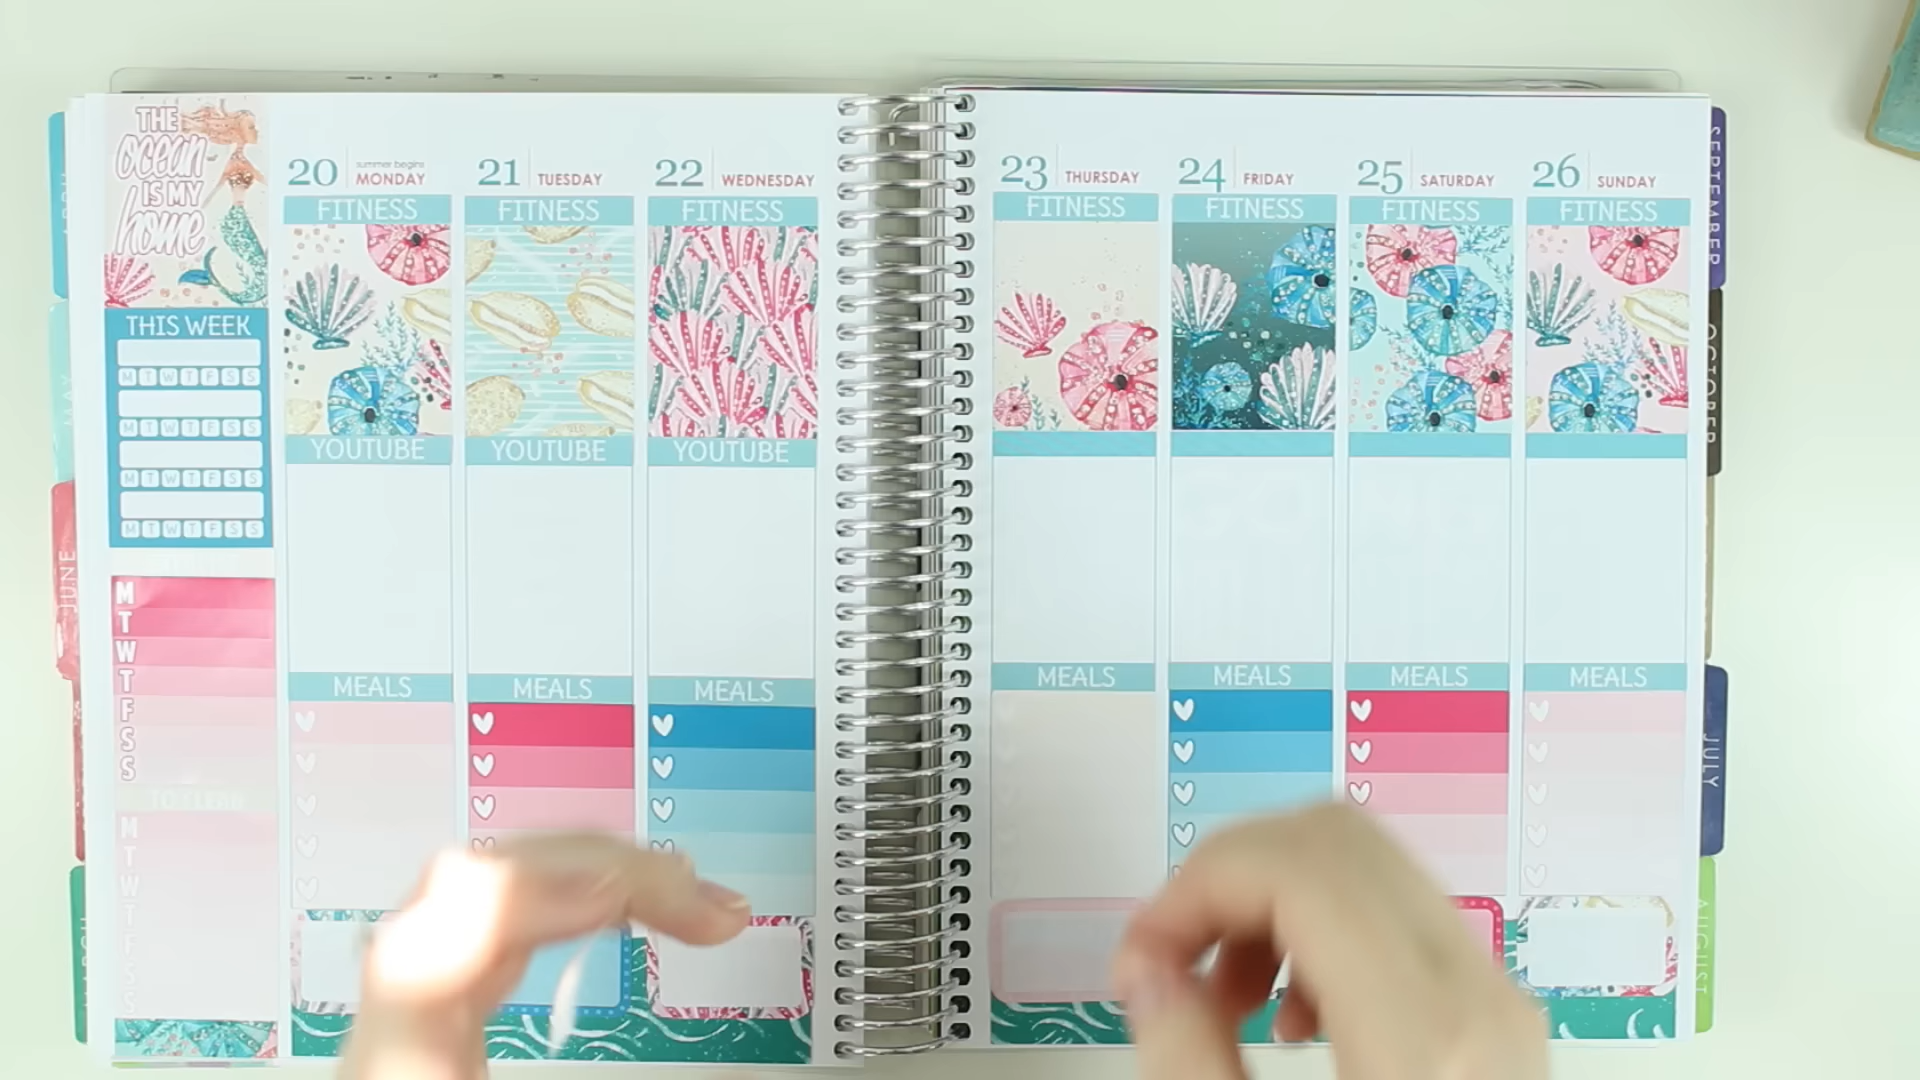 THE
ocean
IS MY
home
THIS WEEK
M T W T F S S
M T W T F S S
M T W T F S S
M T W T F S S
M
T
W
T
F
S
S
TO CLEAN
M
T
W
T
F
S
S
20 summer begins MONDAY
FITNESS
YOUTUBE
MEALS
21 TUESDAY
FITNESS
YOUTUBE
MEALS
22 WEDNESDAY
FITNESS
YOUTUBE
MEALS
23 THURSDAY
FITNESS
MEALS
24 FRIDAY
FITNESS
MEALS
25 SATURDAY
FITNESS
MEALS
26 SUNDAY
FITNESS
MEALS
MAY
JUNE
SEPTEMBER
OCTOBER
JULY
AUGUST